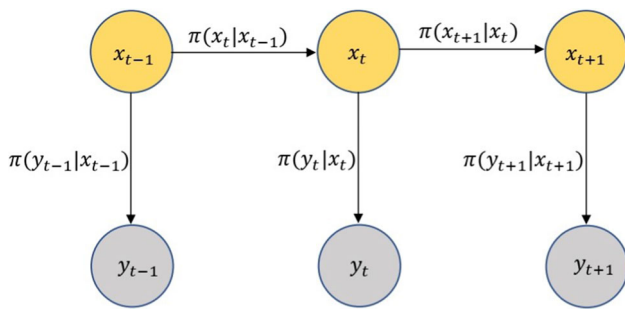 π(x_t|x_{t−1}) π(x_{t+1}|x_t)
x_{t−1} x_t x_{t+1}
π(y_{t−1}|x_{t−1}) π(y_t|x_t) π(y_{t+1}|x_{t+1})
y_{t−1} y_t y_{t+1}